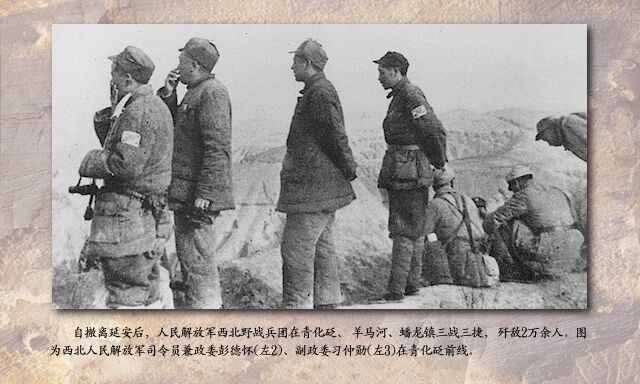 自撤离延安后，人民解放军西北野战兵团在青化砭、羊马河、蟠龙镇三战三捷，歼敌2万余人。图
为西北人民解放军司令员兼政委彭德怀(左2)、副政委习仲勋(左3)在青化砭前线。